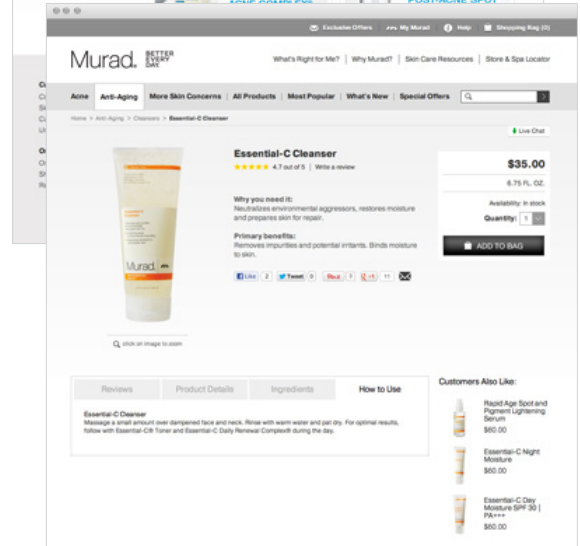 ACNE COMPLEX
POST-ACNE SPOT
Exclusive Offers
My Murad
Help
Shopping Bag (0)
Murad. BETTER EVERY DAY
What's Right for Me? | Why Murad? | Skin Care Resources | Store & Spa Locator
Acne
Anti-Aging
More Skin Concerns | All Products | Most Popular | What's New | Special Offers
Home > Anti-Aging > Cleansers > Essential-C Cleanser
Live Chat
Essential-C Cleanser
4.7 out of 5 | Write a review
$35.00
6.75 FL. OZ.
Why you need it:
Neutralizes environmental aggressors, restores moisture
and prepares skin for repair.
Availability: In stock
Quantity: 1
Primary benefits:
Removes impurities and potential irritants. Binds moisture
to skin.
ADD TO BAG
Murad.
Like 2
Tweet 0
+1 11
click on image to zoom
Reviews
Product Details
Ingredients
How to Use
Essential-C Cleanser
Massage a small amount over dampened face and neck. Rinse with warm water and pat dry. For optimal results,
follow with Essential-C® Toner and Essential-C Daily Renewal Complex® during the day.
Customers Also Like:
Rapid Age Spot and
Pigment Lightening
Serum
$60.00
Essential-C Night
Moisture
$60.00
Essential-C Day
Moisture SPF 30 |
PA+++
$60.00